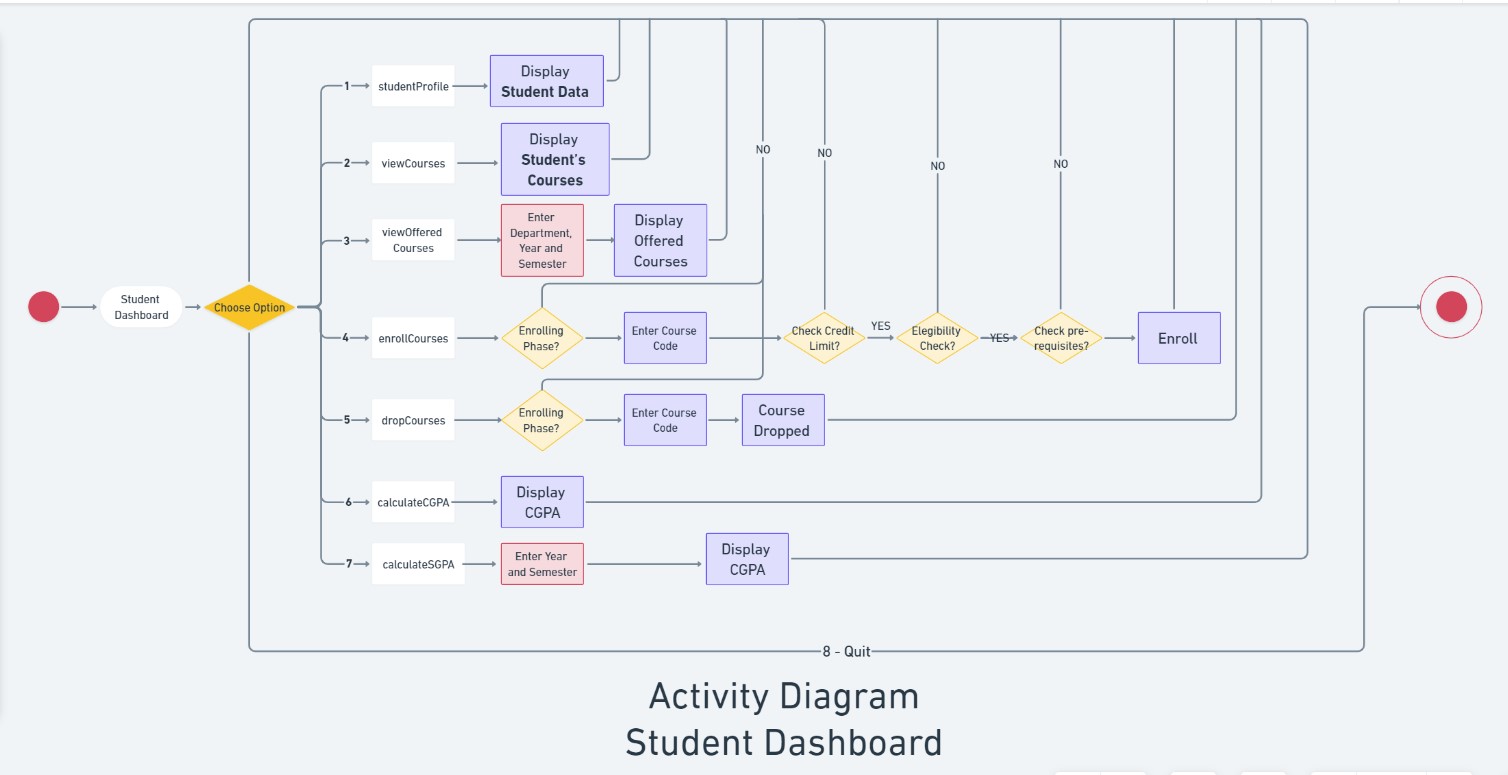 1
studentProfile
Display
Student Data
2
viewCourses
Display
Student's
Courses
NO
NO
NO
NO
3
viewOffered
Courses
Enter
Department,
Year and
Semester
Display
Offered
Courses
Student
Dashboard
Choose Option
4
enrollCourses
Enrolling
Phase?
Enter Course
Code
Check Credit
Limit?
YES
Elegibility
Check?
YES
Check pre-
requisites?
Enroll
5
dropCourses
Enrolling
Phase?
Enter Course
Code
Course
Dropped
6
calculateCGPA
Display
CGPA
7
calculateSGPA
Enter Year
and Semester
Display
CGPA
8 - Quit
Activity Diagram
Student Dashboard